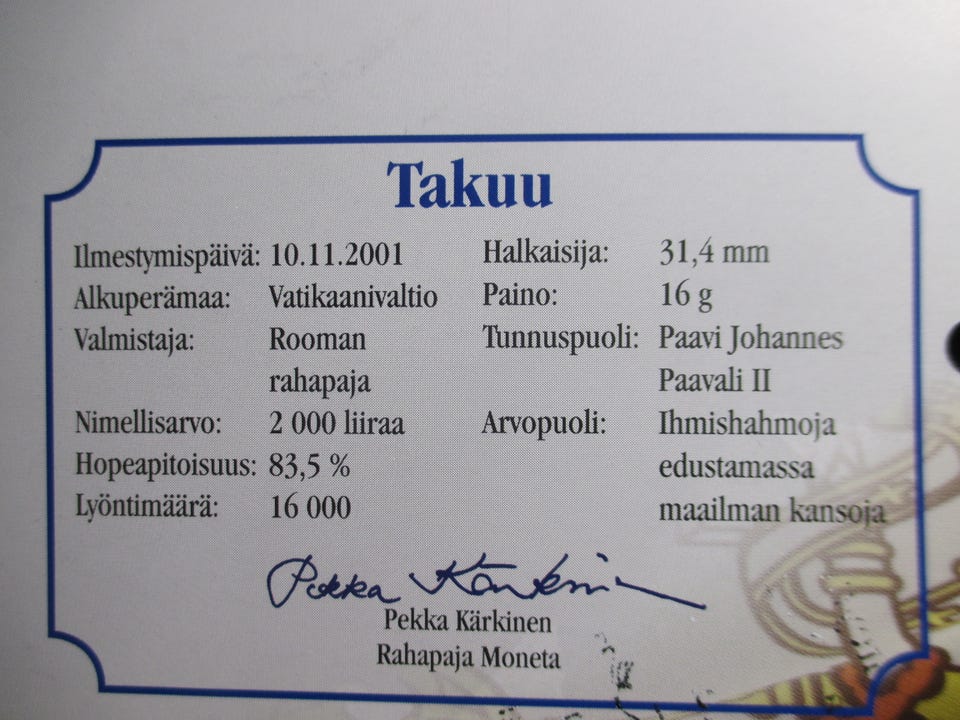 Takuu
Ilmestymispäivä: 10.11.2001
Alkuperämaa: Vatikaanivaltio
Valmistaja: Rooman
rahapaja
Nimellisarvo: 2 000 liiraa
Hopeapitoisuus: 83,5 %
Lyöntimäärä: 16 000
Halkaisija: 31,4 mm
Paino: 16 g
Tunnuspuoli: Paavi Johannes
Paavali II
Arvopuoli: Ihmishahmoja
edustamassa
maailman kansoja
Pekka Kärkinen
Pekka Kärkinen
Rahapaja Moneta